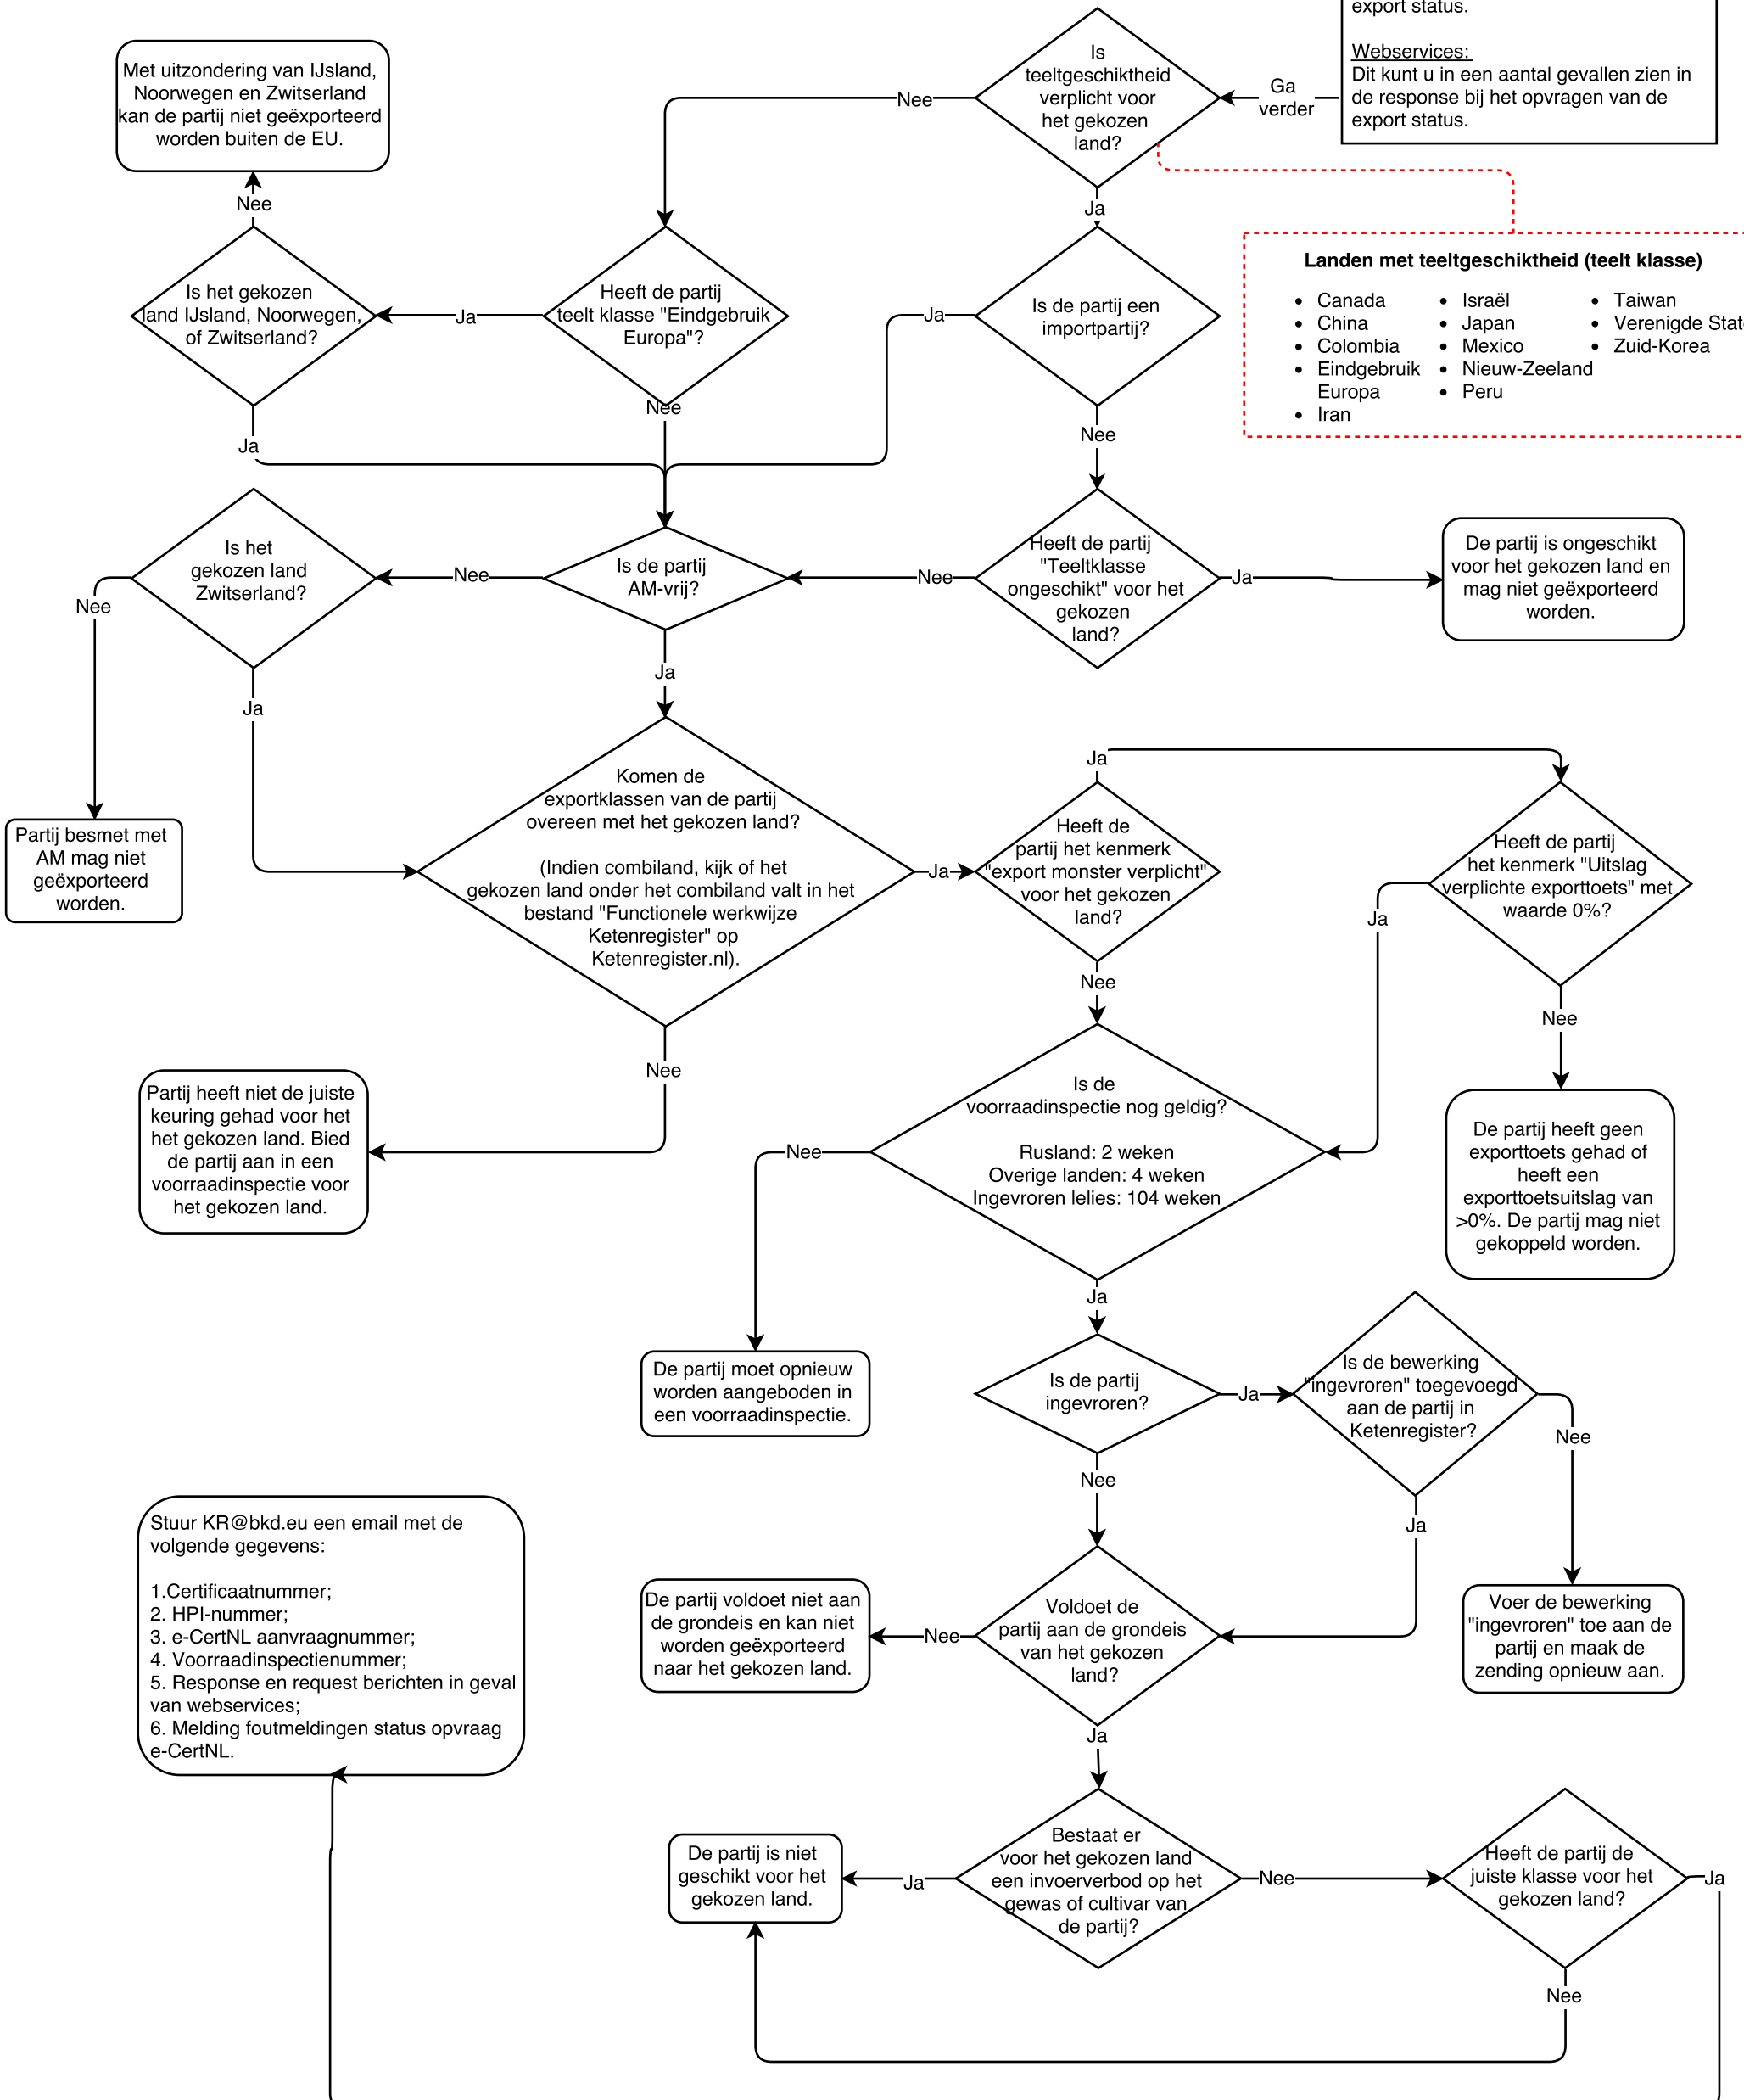 export status.
Webservices:
Dit kunt u in een aantal gevallen zien in
de response bij het opvragen van de
export status.
Ga
verder
Is
teeltgeschiktheid
verplicht voor
het gekozen
land?
Nee
Ja
Met uitzondering van IJsland,
Noorwegen en Zwitserland
kan de partij niet geëxporteerd
worden buiten de EU.
Nee
Is het gekozen
land IJsland, Noorwegen,
of Zwitserland?
Ja
Heeft de partij
teelt klasse "Eindgebruik
Europa"?
Ja
Is de partij een
importpartij?
Landen met teeltgeschiktheid (teelt klasse)
Canada
China
Colombia
Eindgebruik
Europa
Iran
Israël
Japan
Mexico
Nieuw-Zeeland
Peru
Taiwan
Verenigde Stat
Zuid-Korea
Nee
Nee
Ja
Is het
gekozen land
Zwitserland?
Nee
Is de partij
AM-vrij?
Nee
Heeft de partij
"Teeltklasse
ongeschikt" voor het
gekozen
land?
Ja
De partij is ongeschikt
voor het gekozen land en
mag niet geëxporteerd
worden.
Nee
Ja
Ja
Partij besmet met
AM mag niet
geëxporteerd
worden.
Komen de
exportklassen van de partij
overeen met het gekozen land?
(Indien combiland, kijk of het
gekozen land onder het combiland valt in het
bestand "Functionele werkwijze
Ketenregister" op
Ketenregister.nl).
Ja
Ja
Heeft de
partij het kenmerk
"export monster verplicht"
voor het gekozen
land?
Heeft de partij
het kenmerk "Uitslag
verplichte exporttoets" met
waarde 0%?
Ja
Nee
Nee
Nee
Partij heeft niet de juiste
keuring gehad voor het
het gekozen land. Bied
de partij aan in een
voorraadinspectie voor
het gekozen land.
Nee
Is de
voorraadinspectie nog geldig?
Rusland: 2 weken
Overige landen: 4 weken
Ingevroren lelies: 104 weken
De partij heeft geen
exporttoets gehad of
heeft een
exporttoetsuitslag van
>0%. De partij mag niet
gekoppeld worden.
Ja
De partij moet opnieuw
worden aangeboden in
een voorraadinspectie.
Is de partij
ingevroren?
Ja
Is de bewerking
"ingevroren" toegevoegd
aan de partij in
Ketenregister?
Nee
Nee
Ja
Stuur KR@bkd.eu een email met de
volgende gegevens:
1.Certificaatnummer;
2. HPI-nummer;
3. e-CertNL aanvraagnummer;
4. Voorraadinspectienummer;
5. Response en request berichten in geval
van webservices;
6. Melding foutmeldingen status opvraag
e-CertNL.
De partij voldoet niet aan
de grondeis en kan niet
worden geëxporteerd
naar het gekozen land.
Nee
Voldoet de
partij aan de grondeis
van het gekozen
land?
Voer de bewerking
"ingevroren" toe aan de
partij en maak de
zending opnieuw aan.
Ja
De partij is niet
geschikt voor het
gekozen land.
Ja
Bestaat er
voor het gekozen land
een invoerverbod op het
gewas of cultivar van
de partij?
Nee
Heeft de partij de
juiste klasse voor het
gekozen land?
Ja
Nee